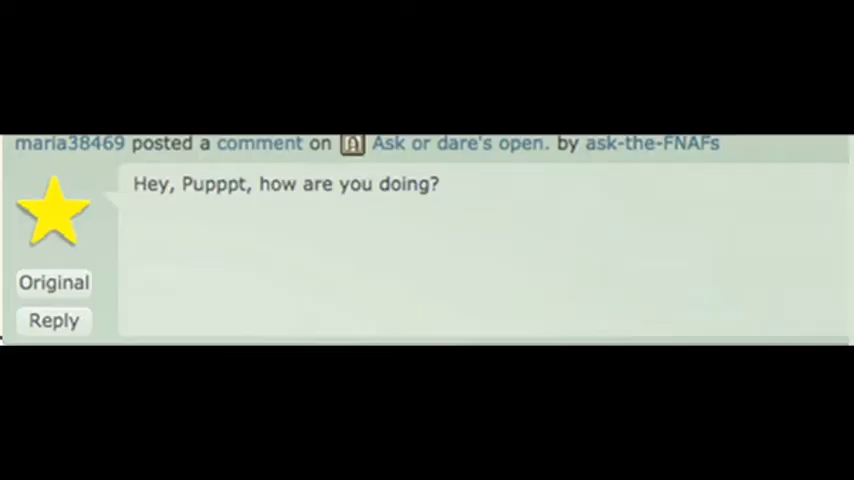 maria38469 posted a comment on Ask or dare's open. by ask-the-FNAFs
Hey, Pupppt, how are you doing?
Original
Reply